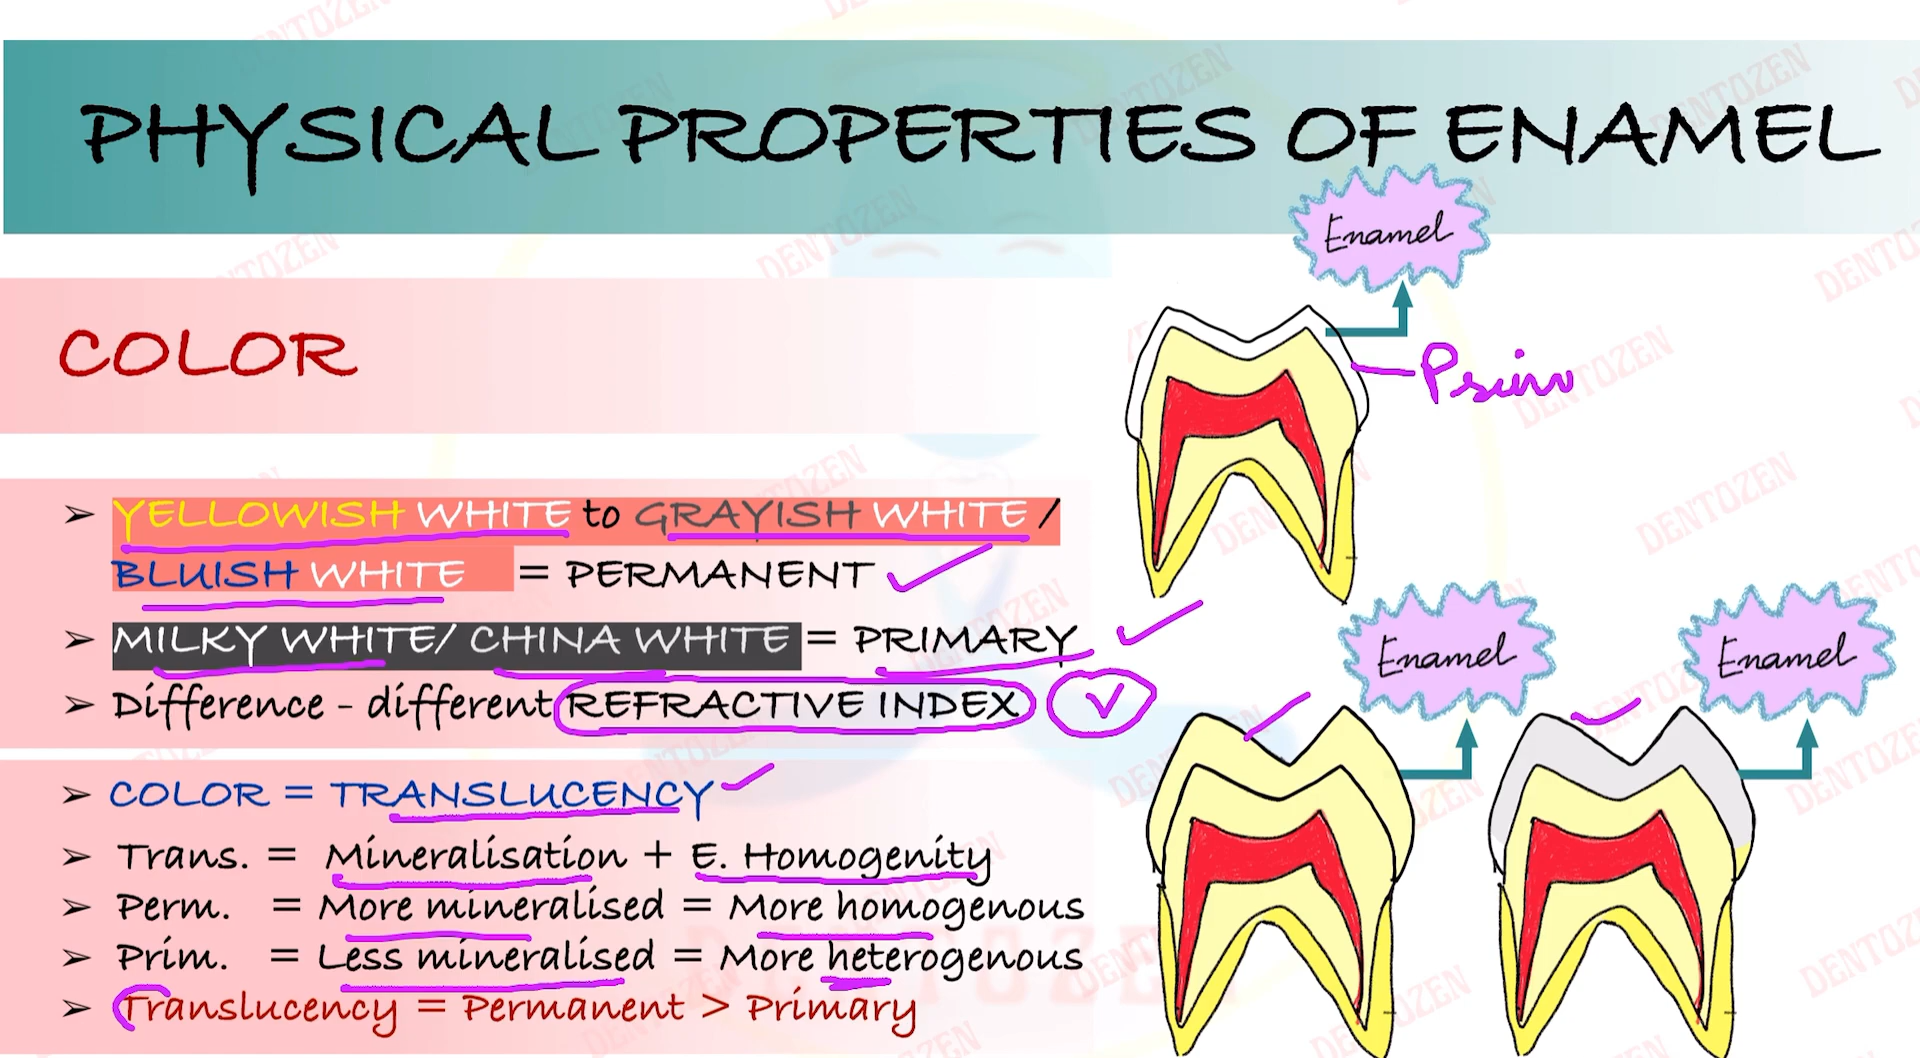 PHYSICAL PROPERTIES OF ENAMEL
Enamel
COLOR
YELLOWISH WHITE to GRAYISH WHITE /
BLUISH WHITE = PERMANENT
MILKY WHITE/ CHINA WHITE = PRIMARY
Difference - different REFRACTIVE INDEX
Enamel
Enamel
COLOR = TRANSLUCENCY
Trans. = Mineralisation + E. Homogenity
Perm. = More mineralised = More homogenous
Prim. = Less mineralised = More heterogenous
Translucency = Permanent > Primary
DENTOZEN